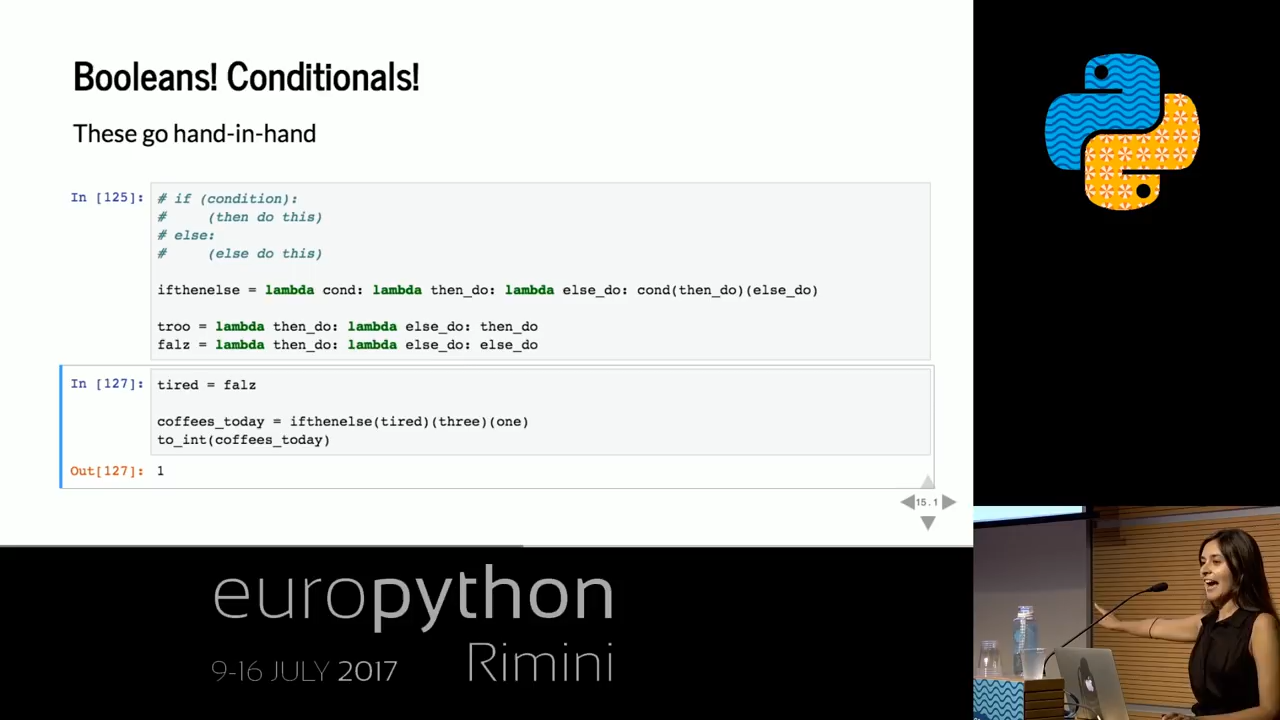 Booleans! Conditionals!
These go hand-in-hand
In [125]:
# if (condition):
#     (then do this)
# else:
#     (else do this)
ifthenelse = lambda cond: lambda then_do: lambda else_do: cond(then_do)(else_do)
troo = lambda then_do: lambda else_do: then_do
falz = lambda then_do: lambda else_do: else_do
In [127]:
tired = falz
coffees_today = ifthenelse(tired)(three)(one)
to_int(coffees_today)
Out[127]: 1
15.1
europython
9-16 JULY 2017 Rimini